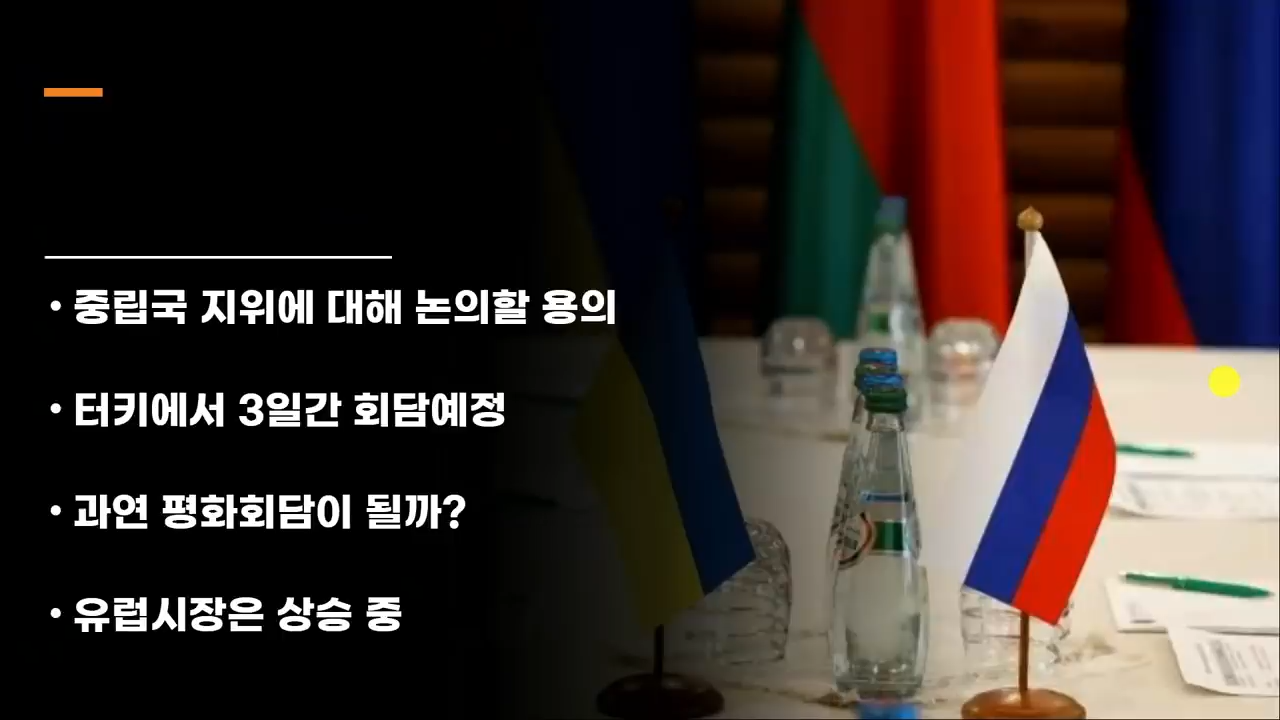 • 중립국 지위에 대해 논의할 용의
• 터키에서 3일간 회담예정
• 과연 평화회담이 될까?
• 유럽시장은 상승 중